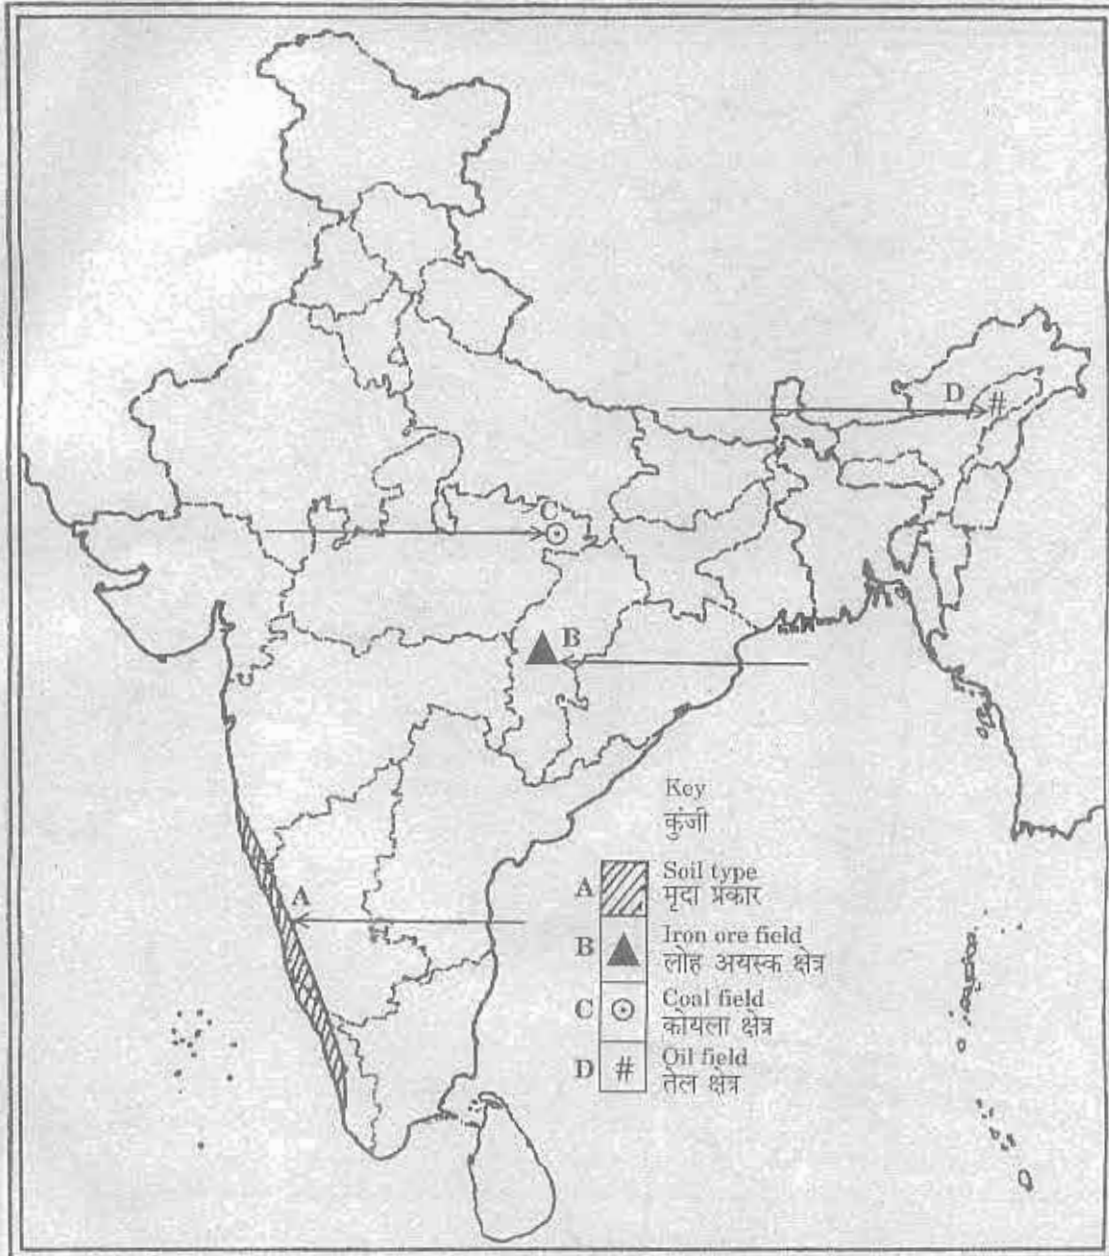 D
#
C
B
A
Key
कुंजी
A
Soil type
मृदा प्रकार
B
Iron ore field
लोह अयस्क क्षेत्र
C
Coal field
कोयला क्षेत्र
D
#
Oil field
तेल क्षेत्र